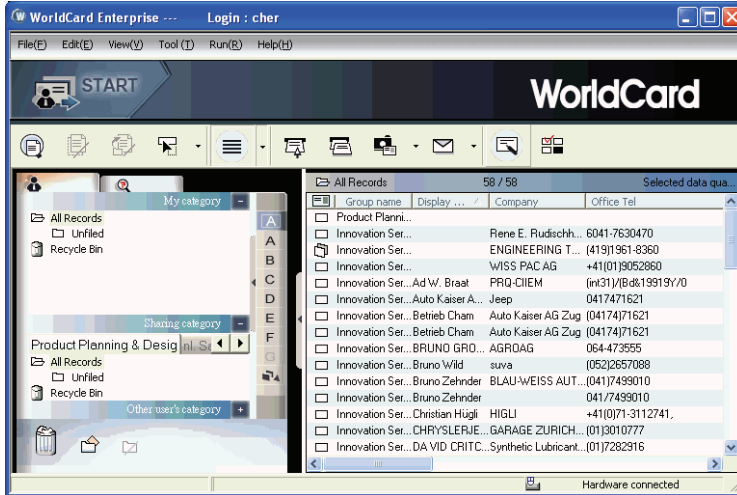 WorldCard Enterprise --- Login : cher
File(F) Edit(E) View(V) Tool (T) Run(R) Help(H)
START
WorldCard
All Records 58 / 58 Selected data qua...
Group name Display ... Company Office Tel
Product Planni...
Innovation Ser... Rene E. Rudischh... 6041-7630470
Innovation Ser... ENGINEERING T... (419)1961-8360
Innovation Ser... WISS PAC AG +41(01)9052860
Innovation Ser... Ad W. Braat PRQ-CIIEM (int31)/(Bd&19919Y/0
Innovation Ser... Auto Kaiser A... Jeep 0417471621
Innovation Ser... Betrieb Cham Auto Kaiser AG Zug (04174)71621
Innovation Ser... Betrieb Cham Auto Kaiser AG Zug (04174)71621
Innovation Ser... BRUNO GRO... AGROAG 064-473555
Innovation Ser... Bruno Wild suva (052)2657088
Innovation Ser... Bruno Zehnder BLAU-WEISS AUT... (041)7499010
Innovation Ser... Bruno Zehnder 041/7499010
Innovation Ser... Christian Hügli HIGLI +41(0)71-3112741,
Innovation Ser... CHRYSLERJE... GARAGE ZURICH... (01)3010777
Innovation Ser... DA VID CRITC... Synthetic Lubricant... (01)7282916
My category
All Records
Unfiled
Recycle Bin
Sharing category
Product Planning & Desig nl. Se
All Records
Unfiled
Recycle Bin
Other user's category
A
A
B
C
D
E
F
G
Hardware connected